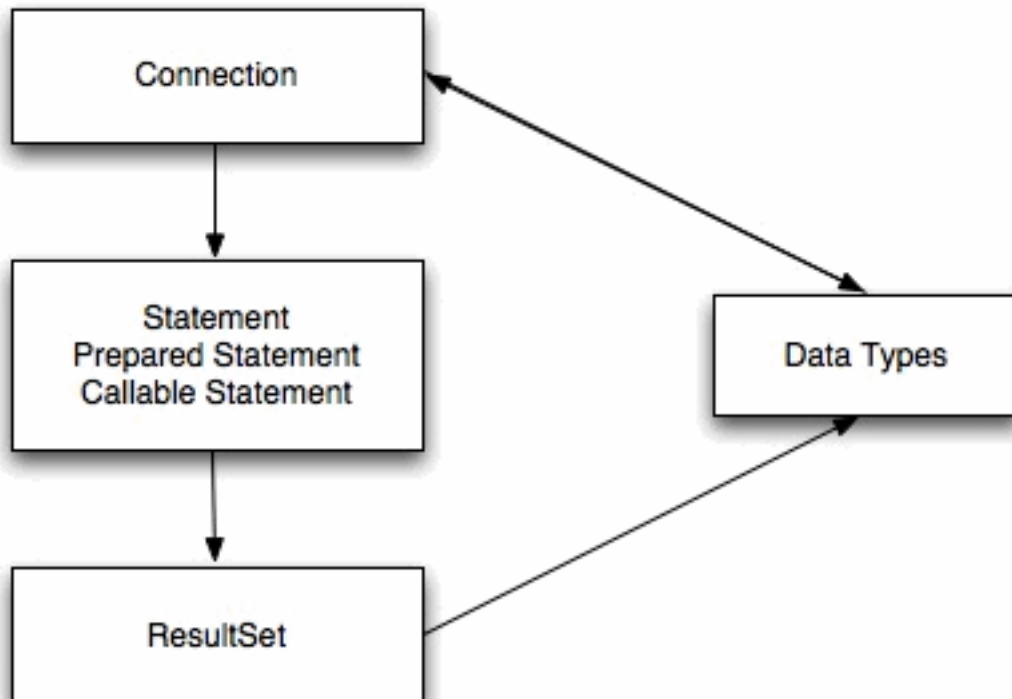 Connection
Statement
Prepared Statement
Callable Statement
Data Types
ResultSet